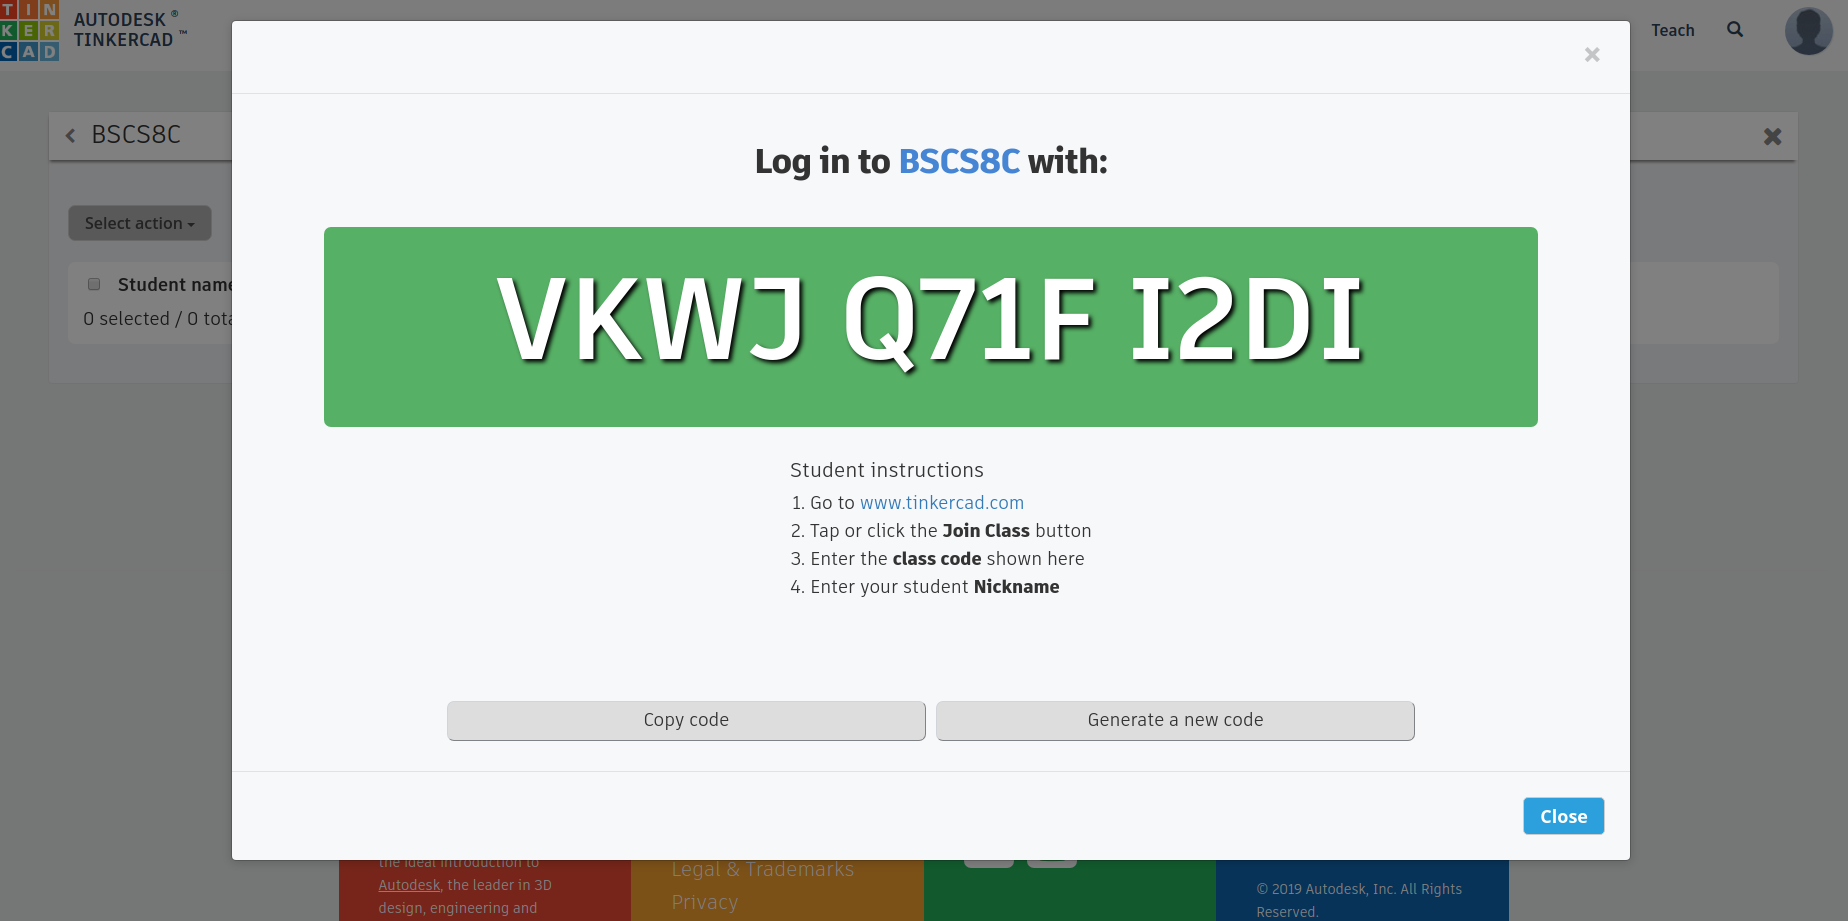 TIN
KER
CAD
AUTODESK ®
TINKERCAD ™
Teach
×
BSCS8C
Log in to BSCS8C with:
Select action
VKWJ Q71F I2DI
Student name
0 selected / 0 tota
Student instructions
1. Go to www.tinkercad.com
2. Tap or click the Join Class button
3. Enter the class code shown here
4. Enter your student Nickname
Copy code
Generate a new code
Close
the ideal introduction to
Autodesk, the leader in 3D
design, engineering and
Legal & Trademarks
Privacy
© 2019 Autodesk, Inc. All Rights
Reserved.